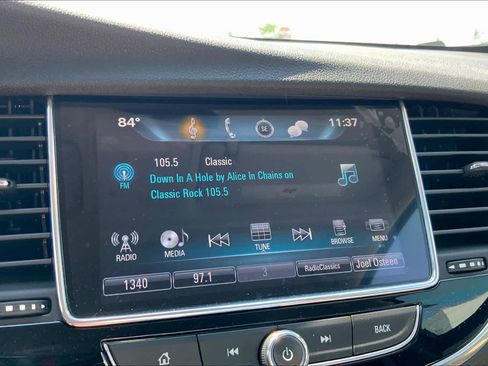 84°
SE
11:37
105.5 Classic
FM
Down In A Hole by Alice In Chains on
Classic Rock 105.5
RADIO
MEDIA
TUNE
BROWSE
MENU
1340
97.1
3
RadioClassics
Joel Osteen
BACK